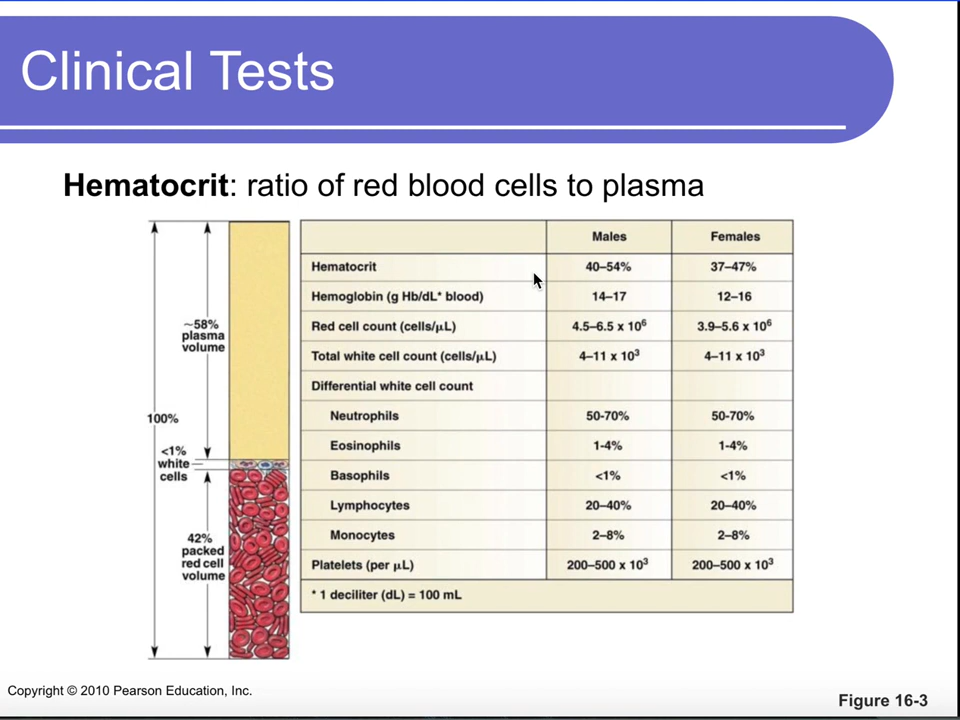 Clinical Tests
Hematocrit: ratio of red blood cells to plasma
~58%
plasma
volume
100%
<1%
white
cells
42%
packed
red cell
volume
Males Females
Hematocrit 40–54% 37–47%
Hemoglobin (g Hb/dL* blood) 14–17 12–16
Red cell count (cells/µL) 4.5–6.5 x 10⁶ 3.9–5.6 x 10⁶
Total white cell count (cells/µL) 4–11 x 10³ 4–11 x 10³
Differential white cell count
Neutrophils 50-70% 50-70%
Eosinophils 1-4% 1-4%
Basophils <1% <1%
Lymphocytes 20–40% 20–40%
Monocytes 2–8% 2–8%
Platelets (per µL) 200–500 x 10³ 200–500 x 10³
* 1 deciliter (dL) = 100 mL
Copyright © 2010 Pearson Education, Inc.
Figure 16-3